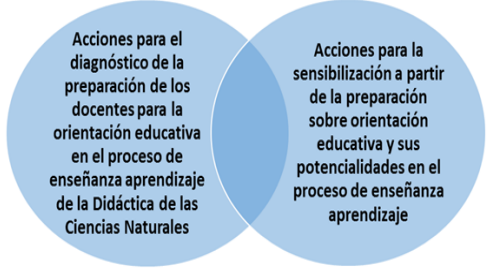 Acciones para el
diagnóstico de la
preparación de los
docentes para la
orientación educativa
en el proceso de
enseñanza aprendizaje
de la Didáctica de las
Ciencias Naturales
Acciones para la
sensibilización a partir
de la preparación
sobre orientación
educativa y sus
potencialidades en el
proceso de enseñanza
aprendizaje